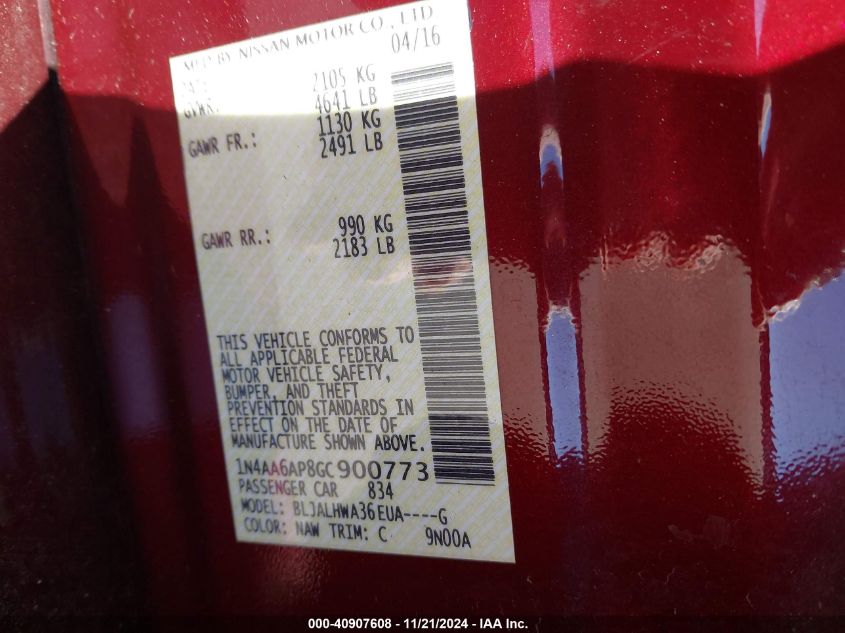 MFD BY NISSAN MOTOR CO., LTD
04/16
GVWR: 2105 KG
4641 LB
GAWR FR.: 1130 KG
2491 LB
GAWR RR.: 990 KG
2183 LB
THIS VEHICLE CONFORMS TO
ALL APPLICABLE FEDERAL
MOTOR VEHICLE SAFETY,
BUMPER, AND THEFT
PREVENTION STANDARDS IN
EFFECT ON THE DATE OF
MANUFACTURE SHOWN ABOVE.
1N4AA6AP8GC900773
PASSENGER CAR 834
MODEL: BLJALHWA36EUA----G
COLOR: NAW TRIM: C 9N00A
000-40907608 - 11/21/2024 - IAA Inc.